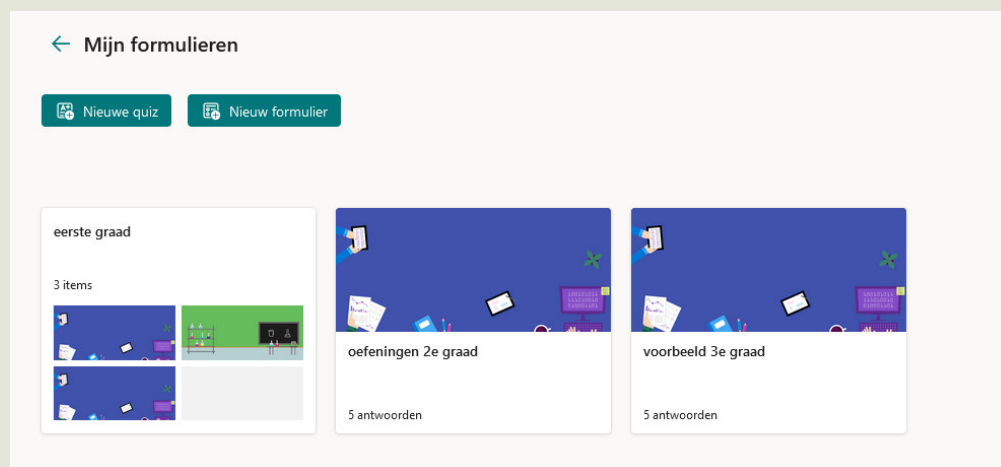 Mijn formulieren
Nieuwe quiz
Nieuw formulier
eerste graad
3 items
oefeningen 2e graad
5 antwoorden
voorbeeld 3e graad
5 antwoorden